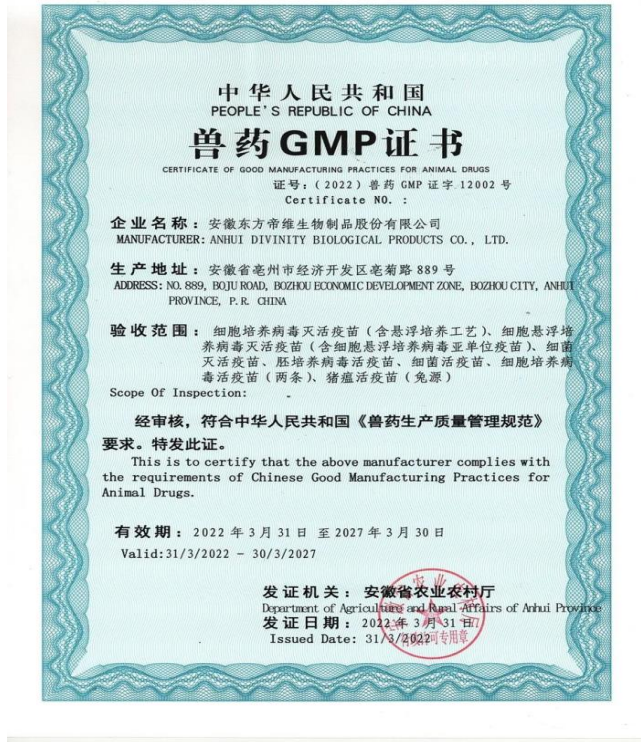 中华人民共和国
PEOPLE'S REPUBLIC OF CHINA
兽药GMP证书
CERTIFICATE OF GOOD MANUFACTURING PRACTICES FOR ANIMAL DRUGS
证号：（2022）兽药 GMP 证字 12002 号
Certificate NO. :
企业名称：安徽东方帝维生物制品股份有限公司
MANUFACTURER: ANHUI DIVINITY BIOLOGICAL PRODUCTS CO., LTD.
生产地址：安徽省亳州市经济开发区亳菊路 889 号
ADDRESS: NO. 889, BOJU ROAD, BOZHOU ECONOMIC DEVELOPMENT ZONE, BOZHOU CITY, ANHUI
PROVINCE, P.R. CHINA
验收范围：细胞培养病毒灭活疫苗（含悬浮培养工艺）、细胞悬浮培
养病毒灭活疫苗（含细胞悬浮培养病毒亚单位疫苗）、细菌
灭活疫苗、胚培养病毒活疫苗、细菌活疫苗、细胞培养病
毒活疫苗（两条）、猪瘟活疫苗（兔源）
Scope Of Inspection:
经审核，符合中华人民共和国《兽药生产质量管理规范》
要求。特发此证。
This is to certify that the above manufacturer complies with
the requirements of Chinese Good Manufacturing Practices for
Animal Drugs.
有效期：2022 年 3 月 31 日 至 2027 年 3 月 30 日
Valid:31/3/2022 - 30/3/2027
发证机关：安徽省农业农村厅
Department of Agriculture and Rural Affairs of Anhui Province
发证日期：2022 年 3 月 31 日
Issued Date: 31/3/2022